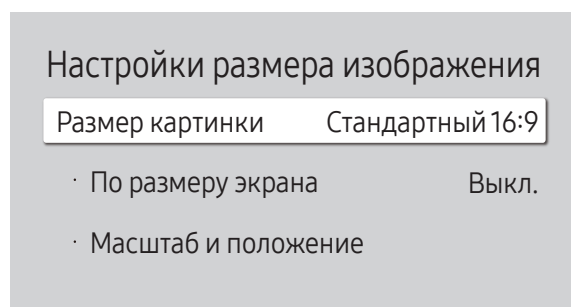 Настройки размера изображения
Размер картинки Стандартный 16:9
· По размеру экрана Выкл.
· Масштаб и положение